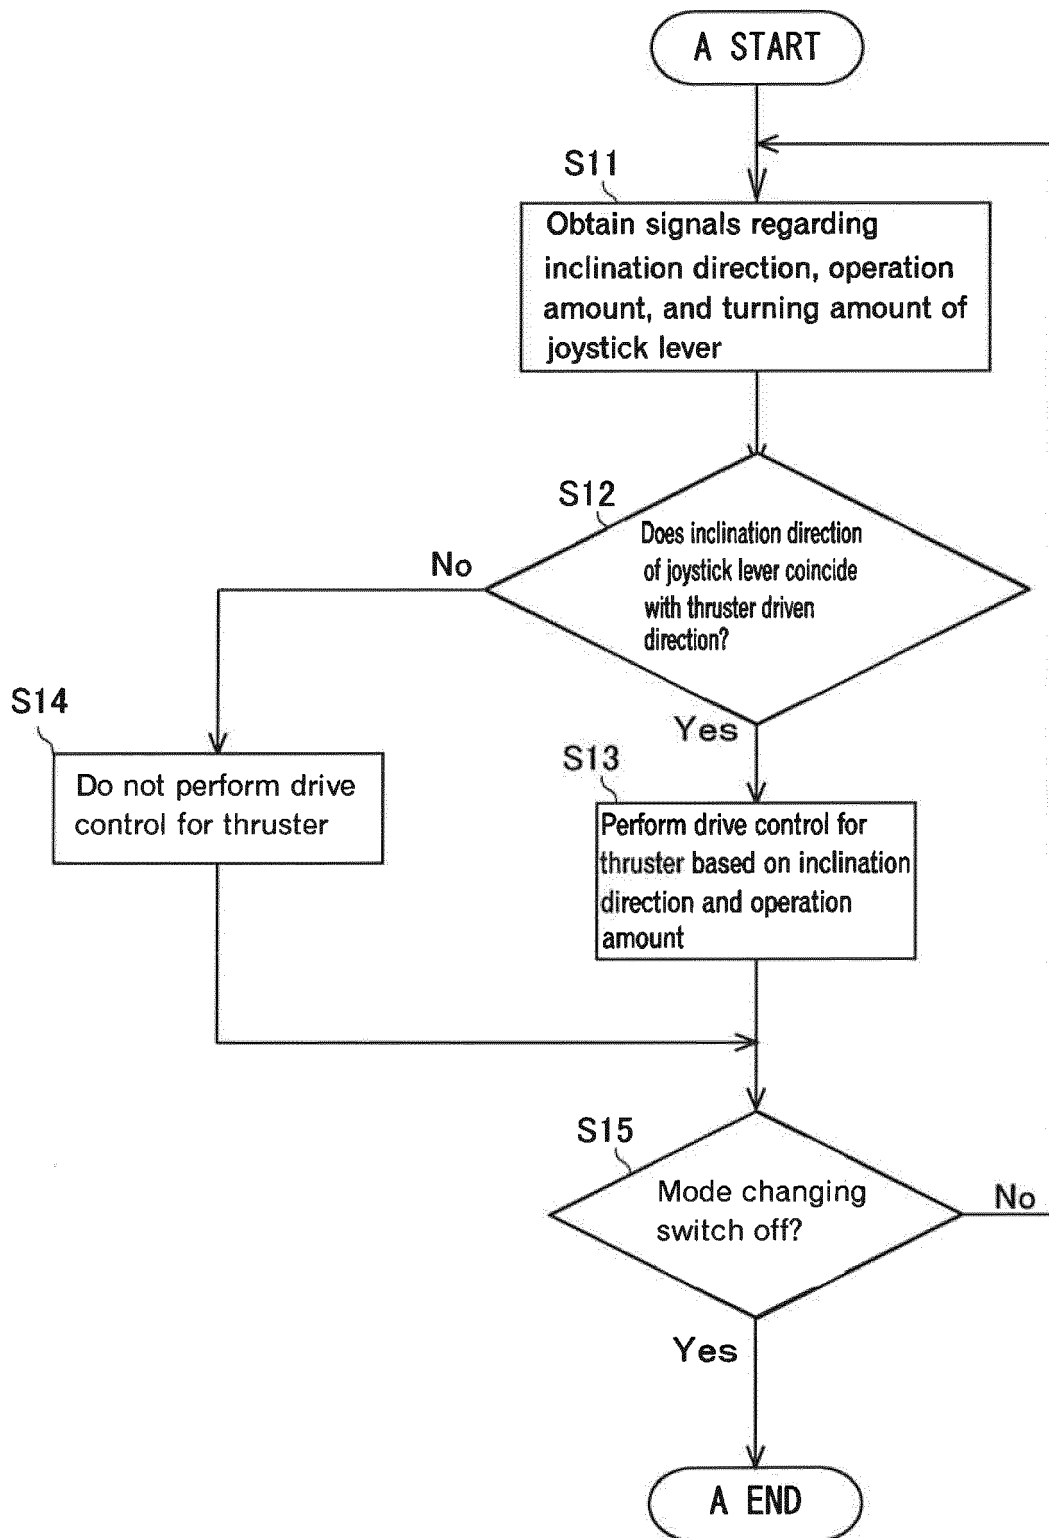 A START
S11
Obtain signals regarding
inclination direction, operation
amount, and turning amount of
joystick lever
S12
Does inclination direction
of joystick lever coincide
with thruster driven
direction?
No
Yes
S14
Do not perform drive
control for thruster
S13
Perform drive control for
thruster based on inclination
direction and operation
amount
S15
Mode changing
switch off?
No
Yes
A END